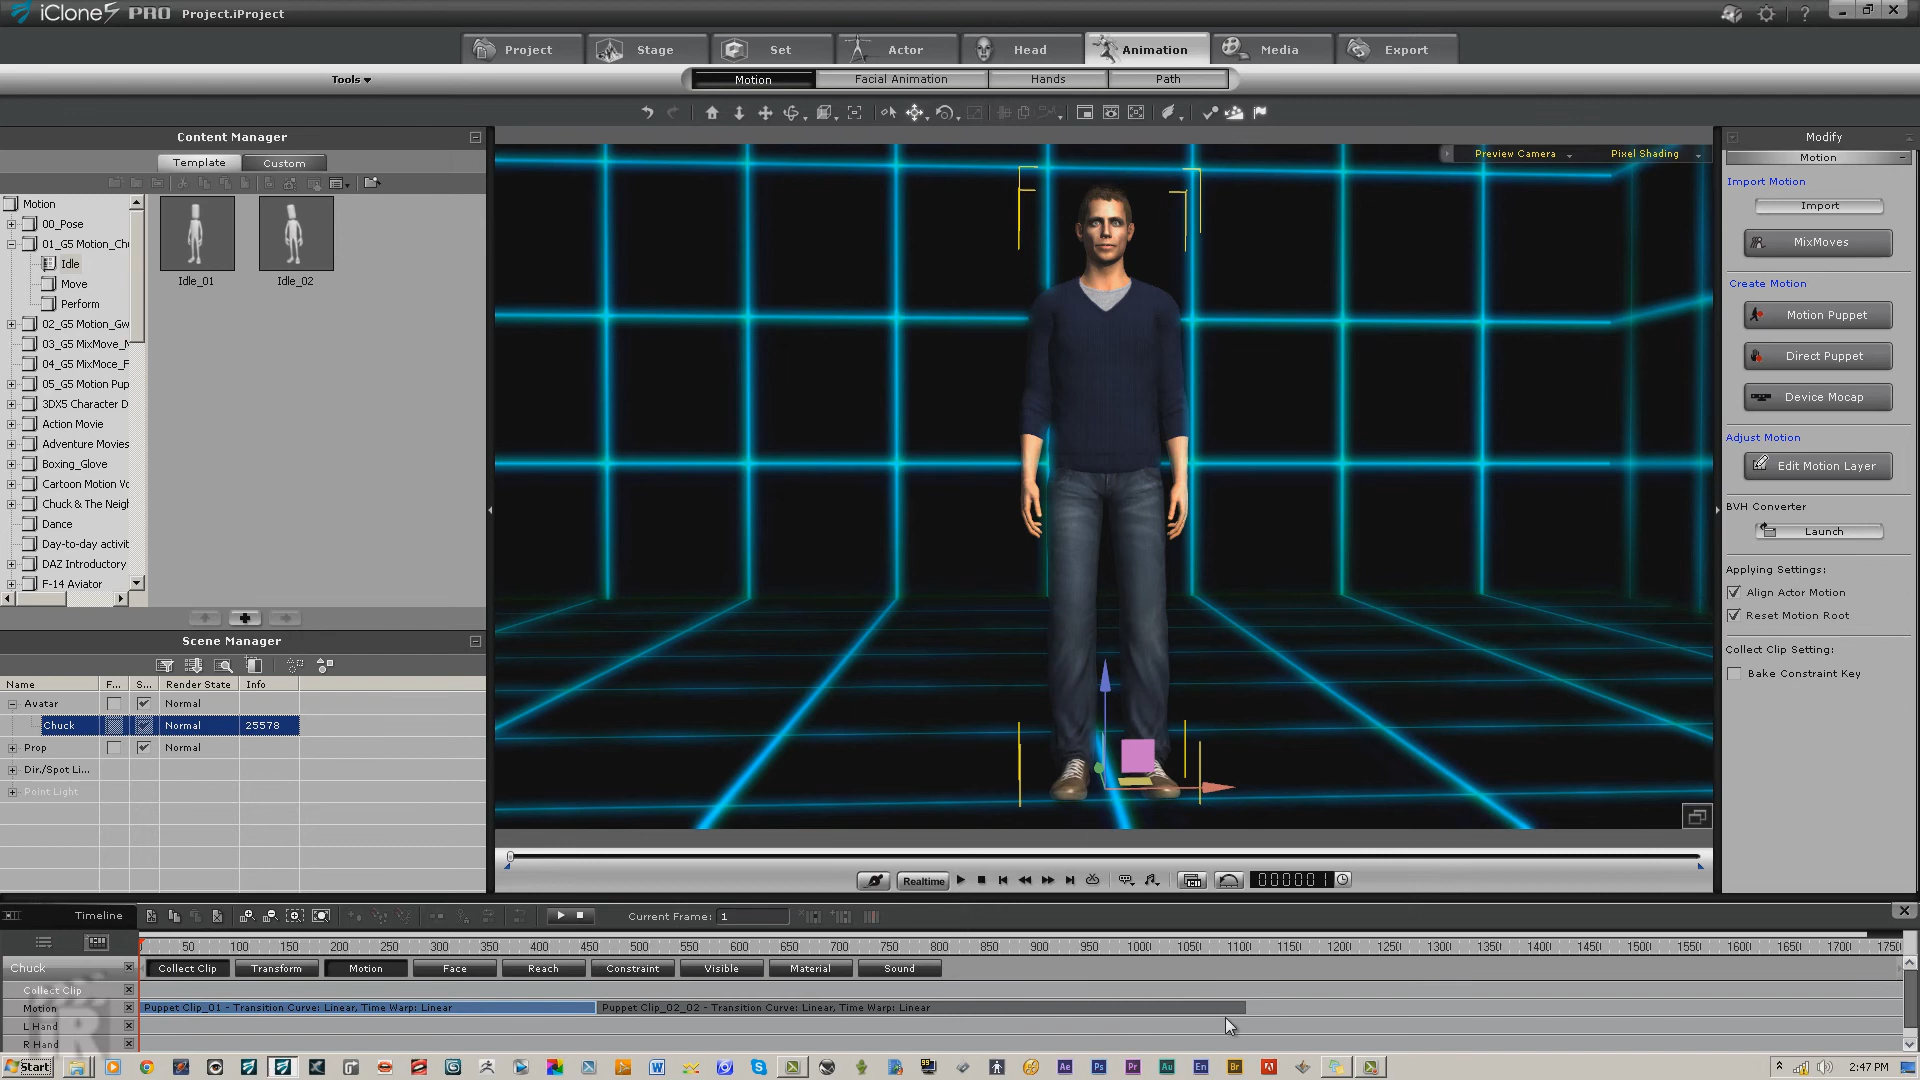 iClone5 PRO Project.iProject
Project Stage Set Actor Head Animation Media Export
Tools
Motion Facial Animation Hands Path
Content Manager
Template Custom
Motion
00_Pose
01_G5 Motion_Chu
Idle
Move
Perform
02_G5 Motion_Gw
03_G5 MixMove_M
04_G5 MixMoce_F
05_G5 Motion Pup
3DX5 Character D
Action Movie
Adventure Movies
Boxing_Glove
Cartoon Motion Vo
Chuck & The Neigh
Dance
Day-to-day activit
DAZ Introductory
F-14 Aviator
Idle_01 Idle_02
Preview Camera Pixel Shading
Modify
Motion
Import Motion
Import
MixMoves
Create Motion
Motion Puppet
Direct Puppet
Device Mocap
Adjust Motion
Edit Motion Layer
BVH Converter
Launch
Applying Settings:
Align Actor Motion
Reset Motion Root
Collect Clip Setting:
Bake Constraint Key
Scene Manager
Name F... S... Render State Info
Avatar Normal
Chuck Normal 25578
Prop Normal
Dir./Spot Li...
Point Light
Realtime 000001
Timeline Current Frame: 1
50 100 150 200 250 300 350 400 450 500 550 600 650 700 750 800 850 900 950 1000 1050 1100 1150 1200 1250 1300 1350 1400 1450 1500 1550 1600 1650 1700 1750
Chuck Collect Clip Transform Motion Face Reach Constraint Visible Material Sound
Collect Clip
Motion Puppet Clip_01 - Transition Curve: Linear, Time Warp: Linear Puppet Clip_02_02 - Transition Curve: Linear, Time Warp: Linear
L Hand
R Hand
Start 2:47 PM